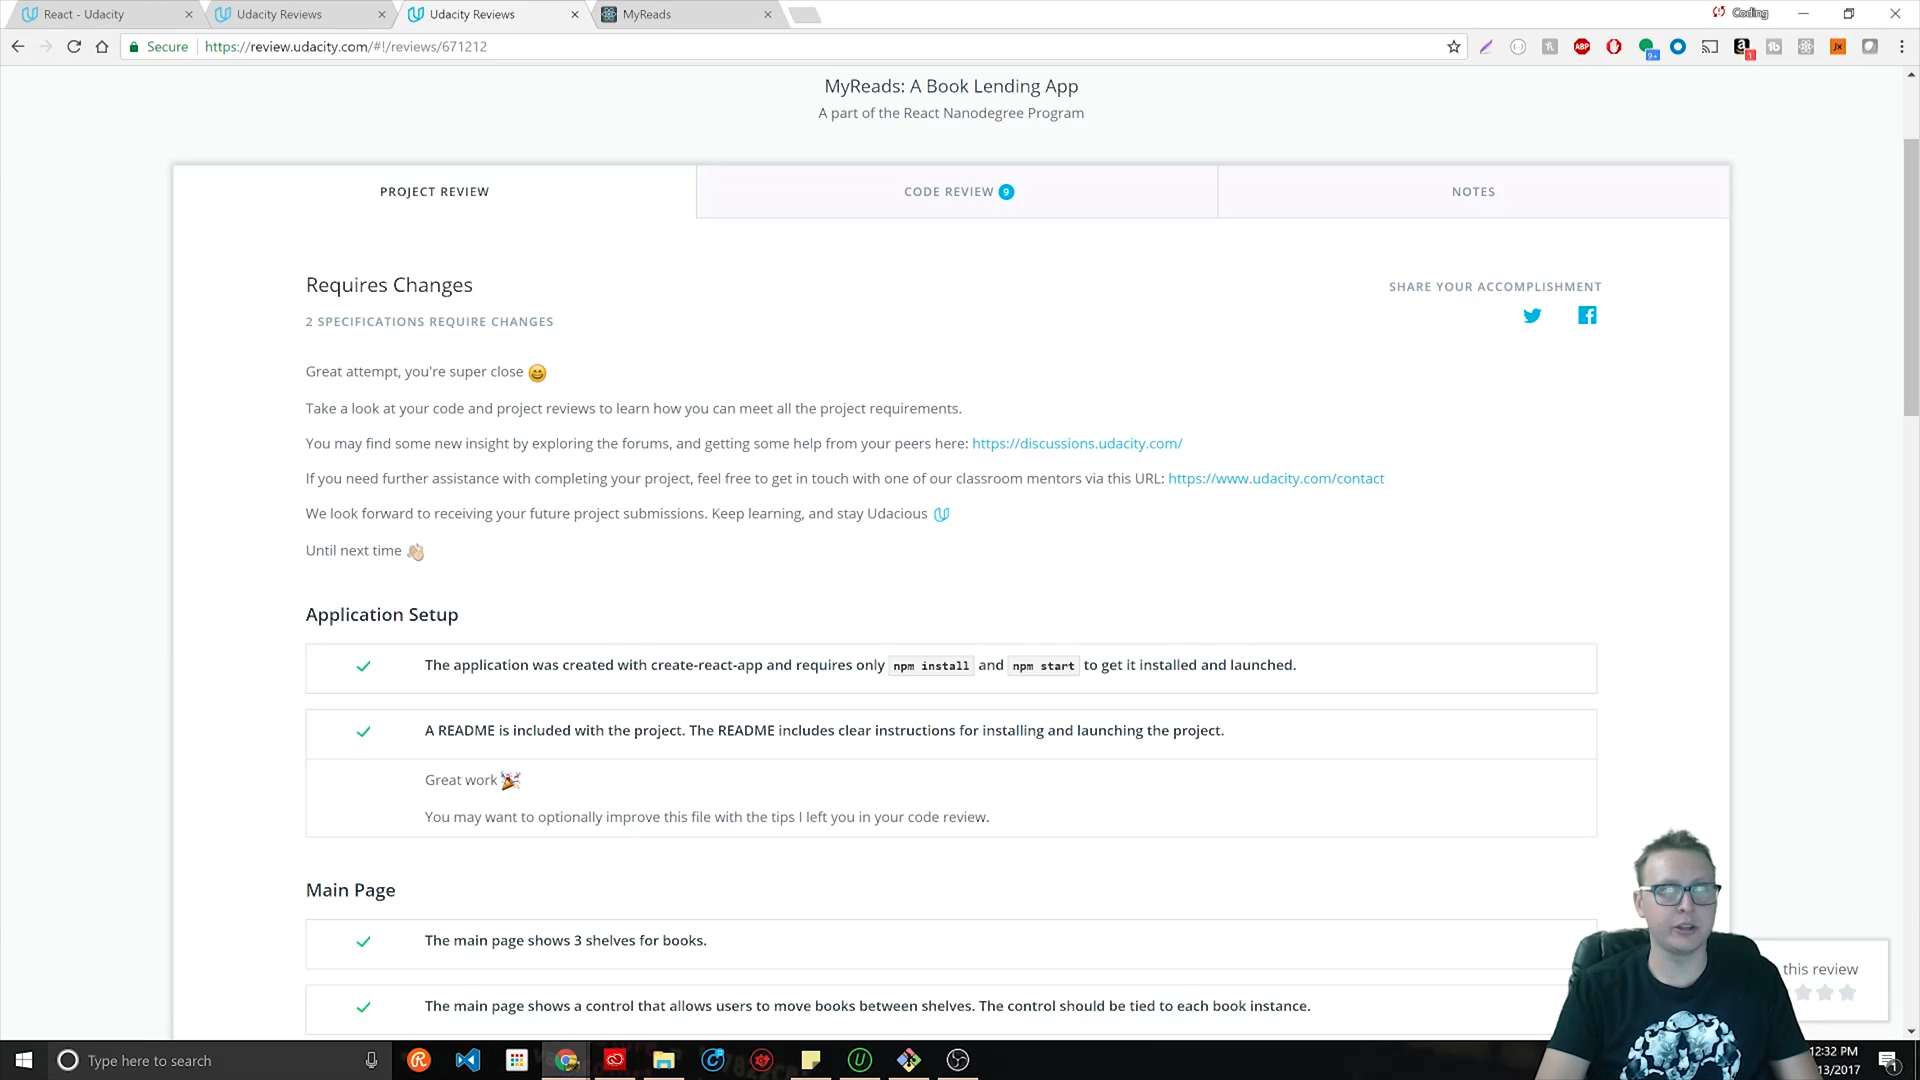 React - Udacity
Udacity Reviews
Udacity Reviews
MyReads
Coding
Secure
https://review.udacity.com/#!/reviews/671212
ABP
9+
1
Jx
MyReads: A Book Lending App
A part of the React Nanodegree Program
PROJECT REVIEW
CODE REVIEW 9
NOTES
Requires Changes
SHARE YOUR ACCOMPLISHMENT
2 SPECIFICATIONS REQUIRE CHANGES
Great attempt, you're super close
Take a look at your code and project reviews to learn how you can meet all the project requirements.
You may find some new insight by exploring the forums, and getting some help from your peers here: https://discussions.udacity.com/
If you need further assistance with completing your project, feel free to get in touch with one of our classroom mentors via this URL: https://www.udacity.com/contact
We look forward to receiving your future project submissions. Keep learning, and stay Udacious
Until next time
Application Setup
The application was created with create-react-app and requires only npm install and npm start to get it installed and launched.
A README is included with the project. The README includes clear instructions for installing and launching the project.
Great work
You may want to optionally improve this file with the tips I left you in your code review.
Main Page
The main page shows 3 shelves for books.
this review
The main page shows a control that allows users to move books between shelves. The control should be tied to each book instance.
Type here to search
12:32 PM
13/2017
1